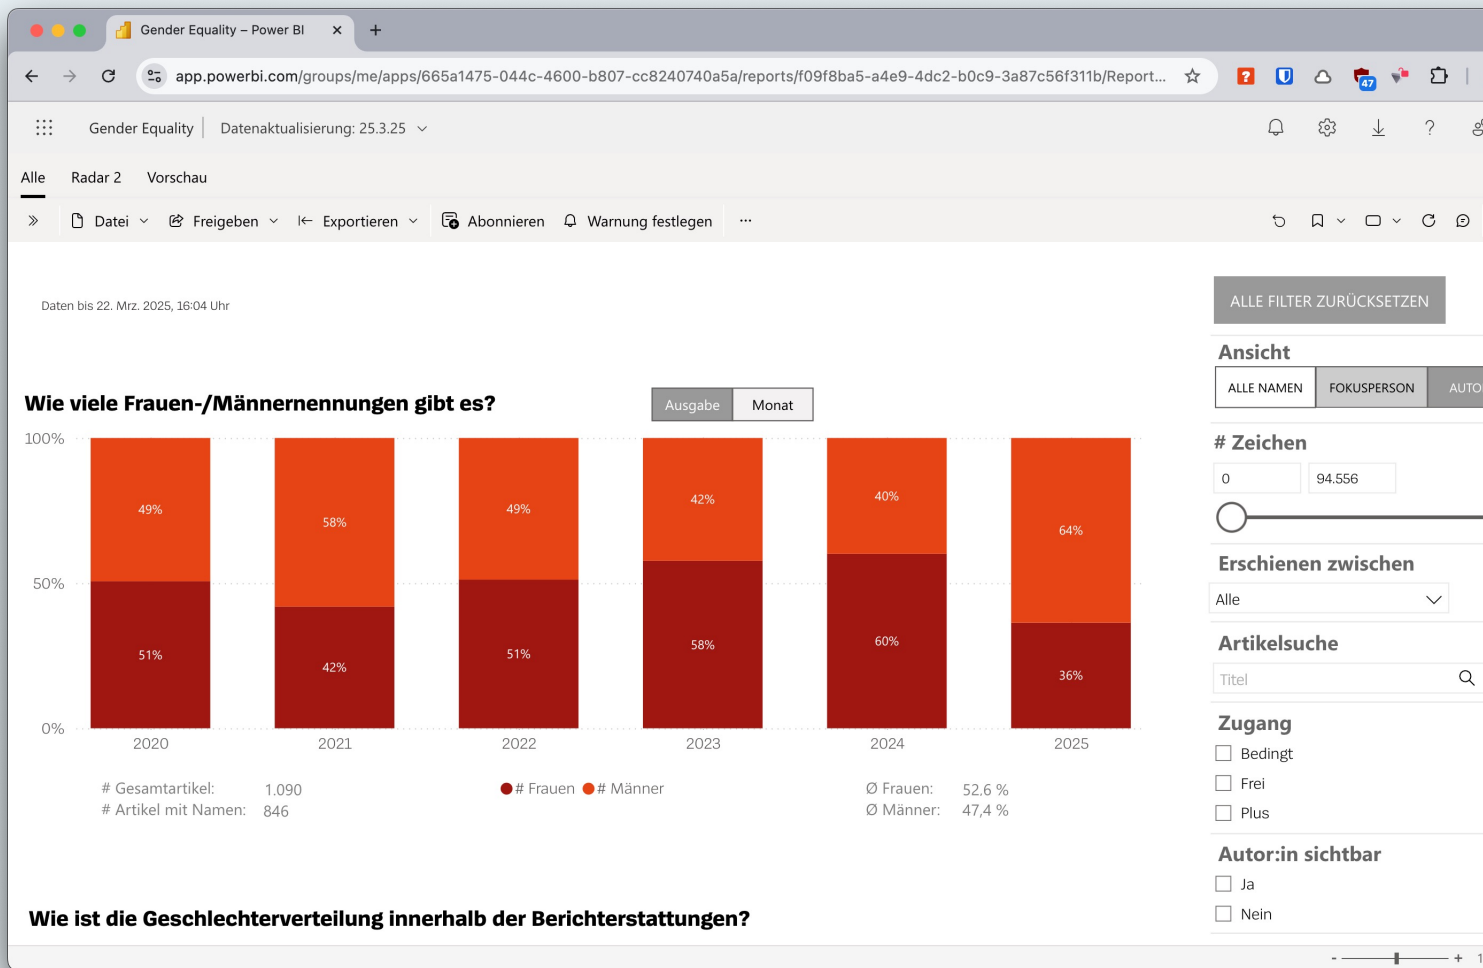 Gender Equality – Power BI
app.powerbi.com/groups/me/apps/665a1475-044c-4600-b807-cc8240740a5a/reports/f09f8ba5-a4e9-4dc2-b0c9-3a87c56f311b/Report...
47
Gender Equality | Datenaktualisierung: 25.3.25
Alle Radar 2 Vorschau
Datei Freigeben Exportieren Abonnieren Warnung festlegen ...
Daten bis 22. Mrz. 2025, 16:04 Uhr
Wie viele Frauen-/Männernennungen gibt es?
Ausgabe Monat
100%
50%
0%
49% 58% 49% 42% 40% 64%
51% 42% 51% 58% 60% 36%
2020 2021 2022 2023 2024 2025
# Gesamtartikel: 1.090
# Artikel mit Namen: 846
# Frauen # Männer
Ø Frauen: 52,6 %
Ø Männer: 47,4 %
Wie ist die Geschlechterverteilung innerhalb der Berichterstattungen?
ALLE FILTER ZURÜCKSETZEN
Ansicht
ALLE NAMEN FOKUSPERSON AUTO
# Zeichen
0 94.556
Erschienen zwischen
Alle
Artikelsuche
Titel
Zugang
Bedingt
Frei
Plus
Autor:in sichtbar
Ja
Nein
- + 1